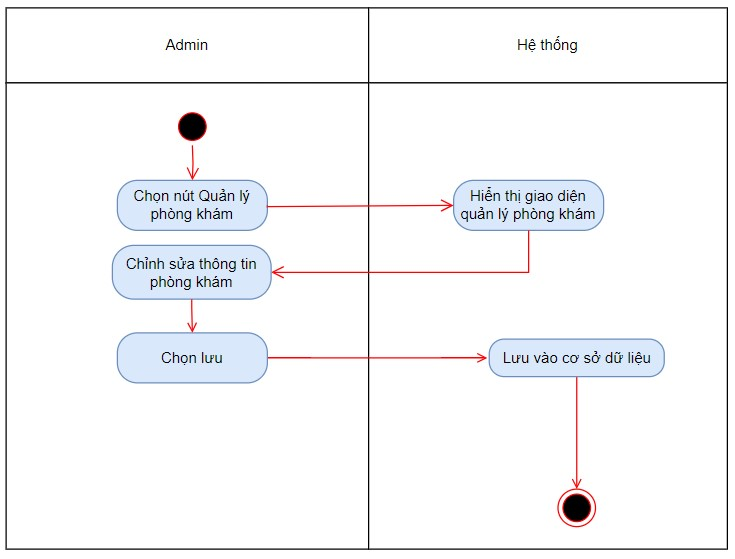 Admin
Hệ thống
Chọn nút Quản lý
phòng khám
Hiển thị giao diện
quản lý phòng khám
Chỉnh sửa thông tin
phòng khám
Chọn lưu
Lưu vào cơ sở dữ liệu